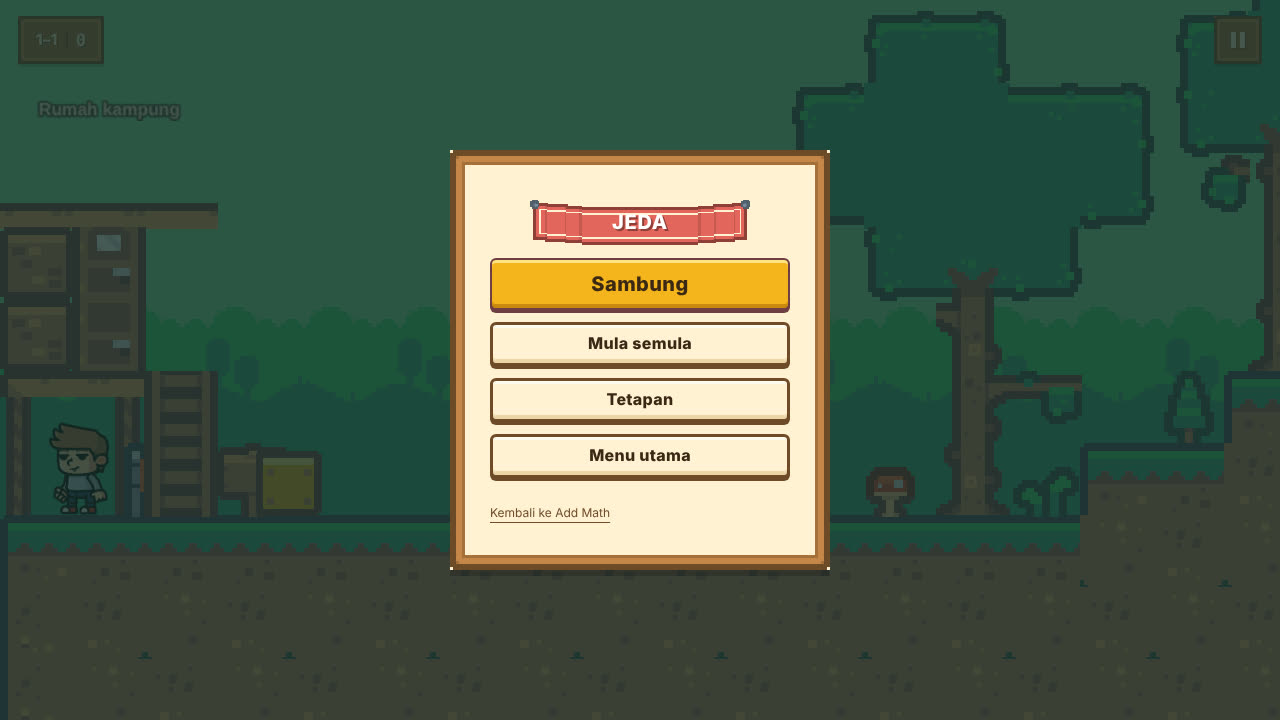 1-1 0
Rumah kampung
JEDA
Sambung
Mula semula
Tetapan
Menu utama
Kembali ke Add Math